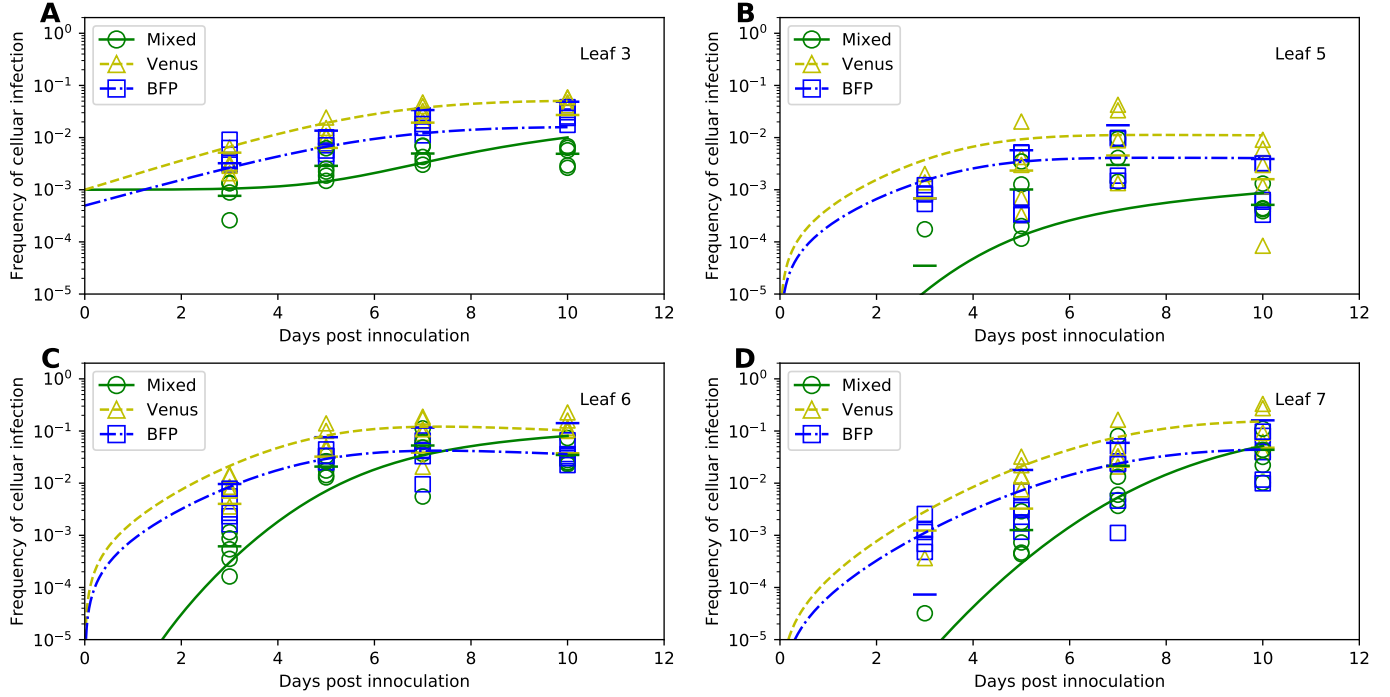 A
Frequency of celluar infection
10^0
10^-1
10^-2
10^-3
10^-4
10^-5
Mixed
Venus
BFP
Leaf 3
0 2 4 6 8 10 12
Days post innoculation
B
Frequency of celluar infection
10^0
10^-1
10^-2
10^-3
10^-4
10^-5
Mixed
Venus
BFP
Leaf 5
0 2 4 6 8 10 12
Days post innoculation
C
Frequency of celluar infection
10^0
10^-1
10^-2
10^-3
10^-4
10^-5
Mixed
Venus
BFP
Leaf 6
0 2 4 6 8 10 12
Days post innoculation
D
Frequency of celluar infection
10^0
10^-1
10^-2
10^-3
10^-4
10^-5
Mixed
Venus
BFP
Leaf 7
0 2 4 6 8 10 12
Days post innoculation